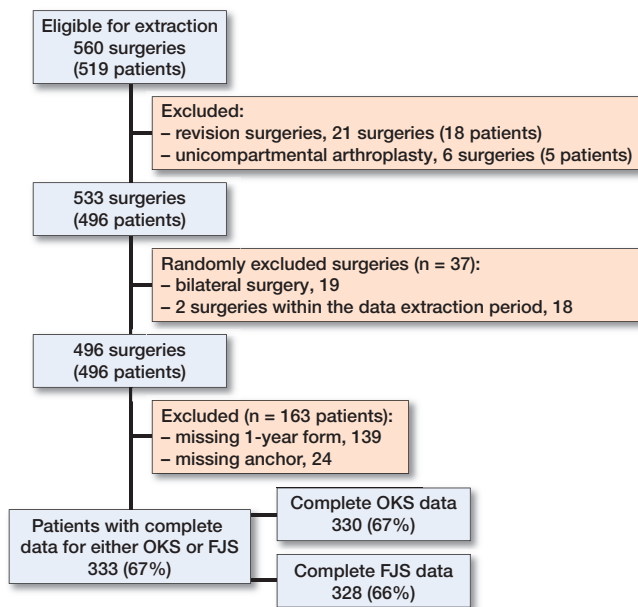 Eligible for extraction
560 surgeries
(519 patients)
Excluded:
– revision surgeries, 21 surgeries (18 patients)
– unicompartmental arthroplasty, 6 surgeries (5 patients)
533 surgeries
(496 patients)
Randomly excluded surgeries (n = 37):
– bilateral surgery, 19
– 2 surgeries within the data extraction period, 18
496 surgeries
(496 patients)
Excluded (n = 163 patients):
– missing 1-year form, 139
– missing anchor, 24
Patients with complete
data for either OKS or FJS
333 (67%)
Complete OKS data
330 (67%)
Complete FJS data
328 (66%)